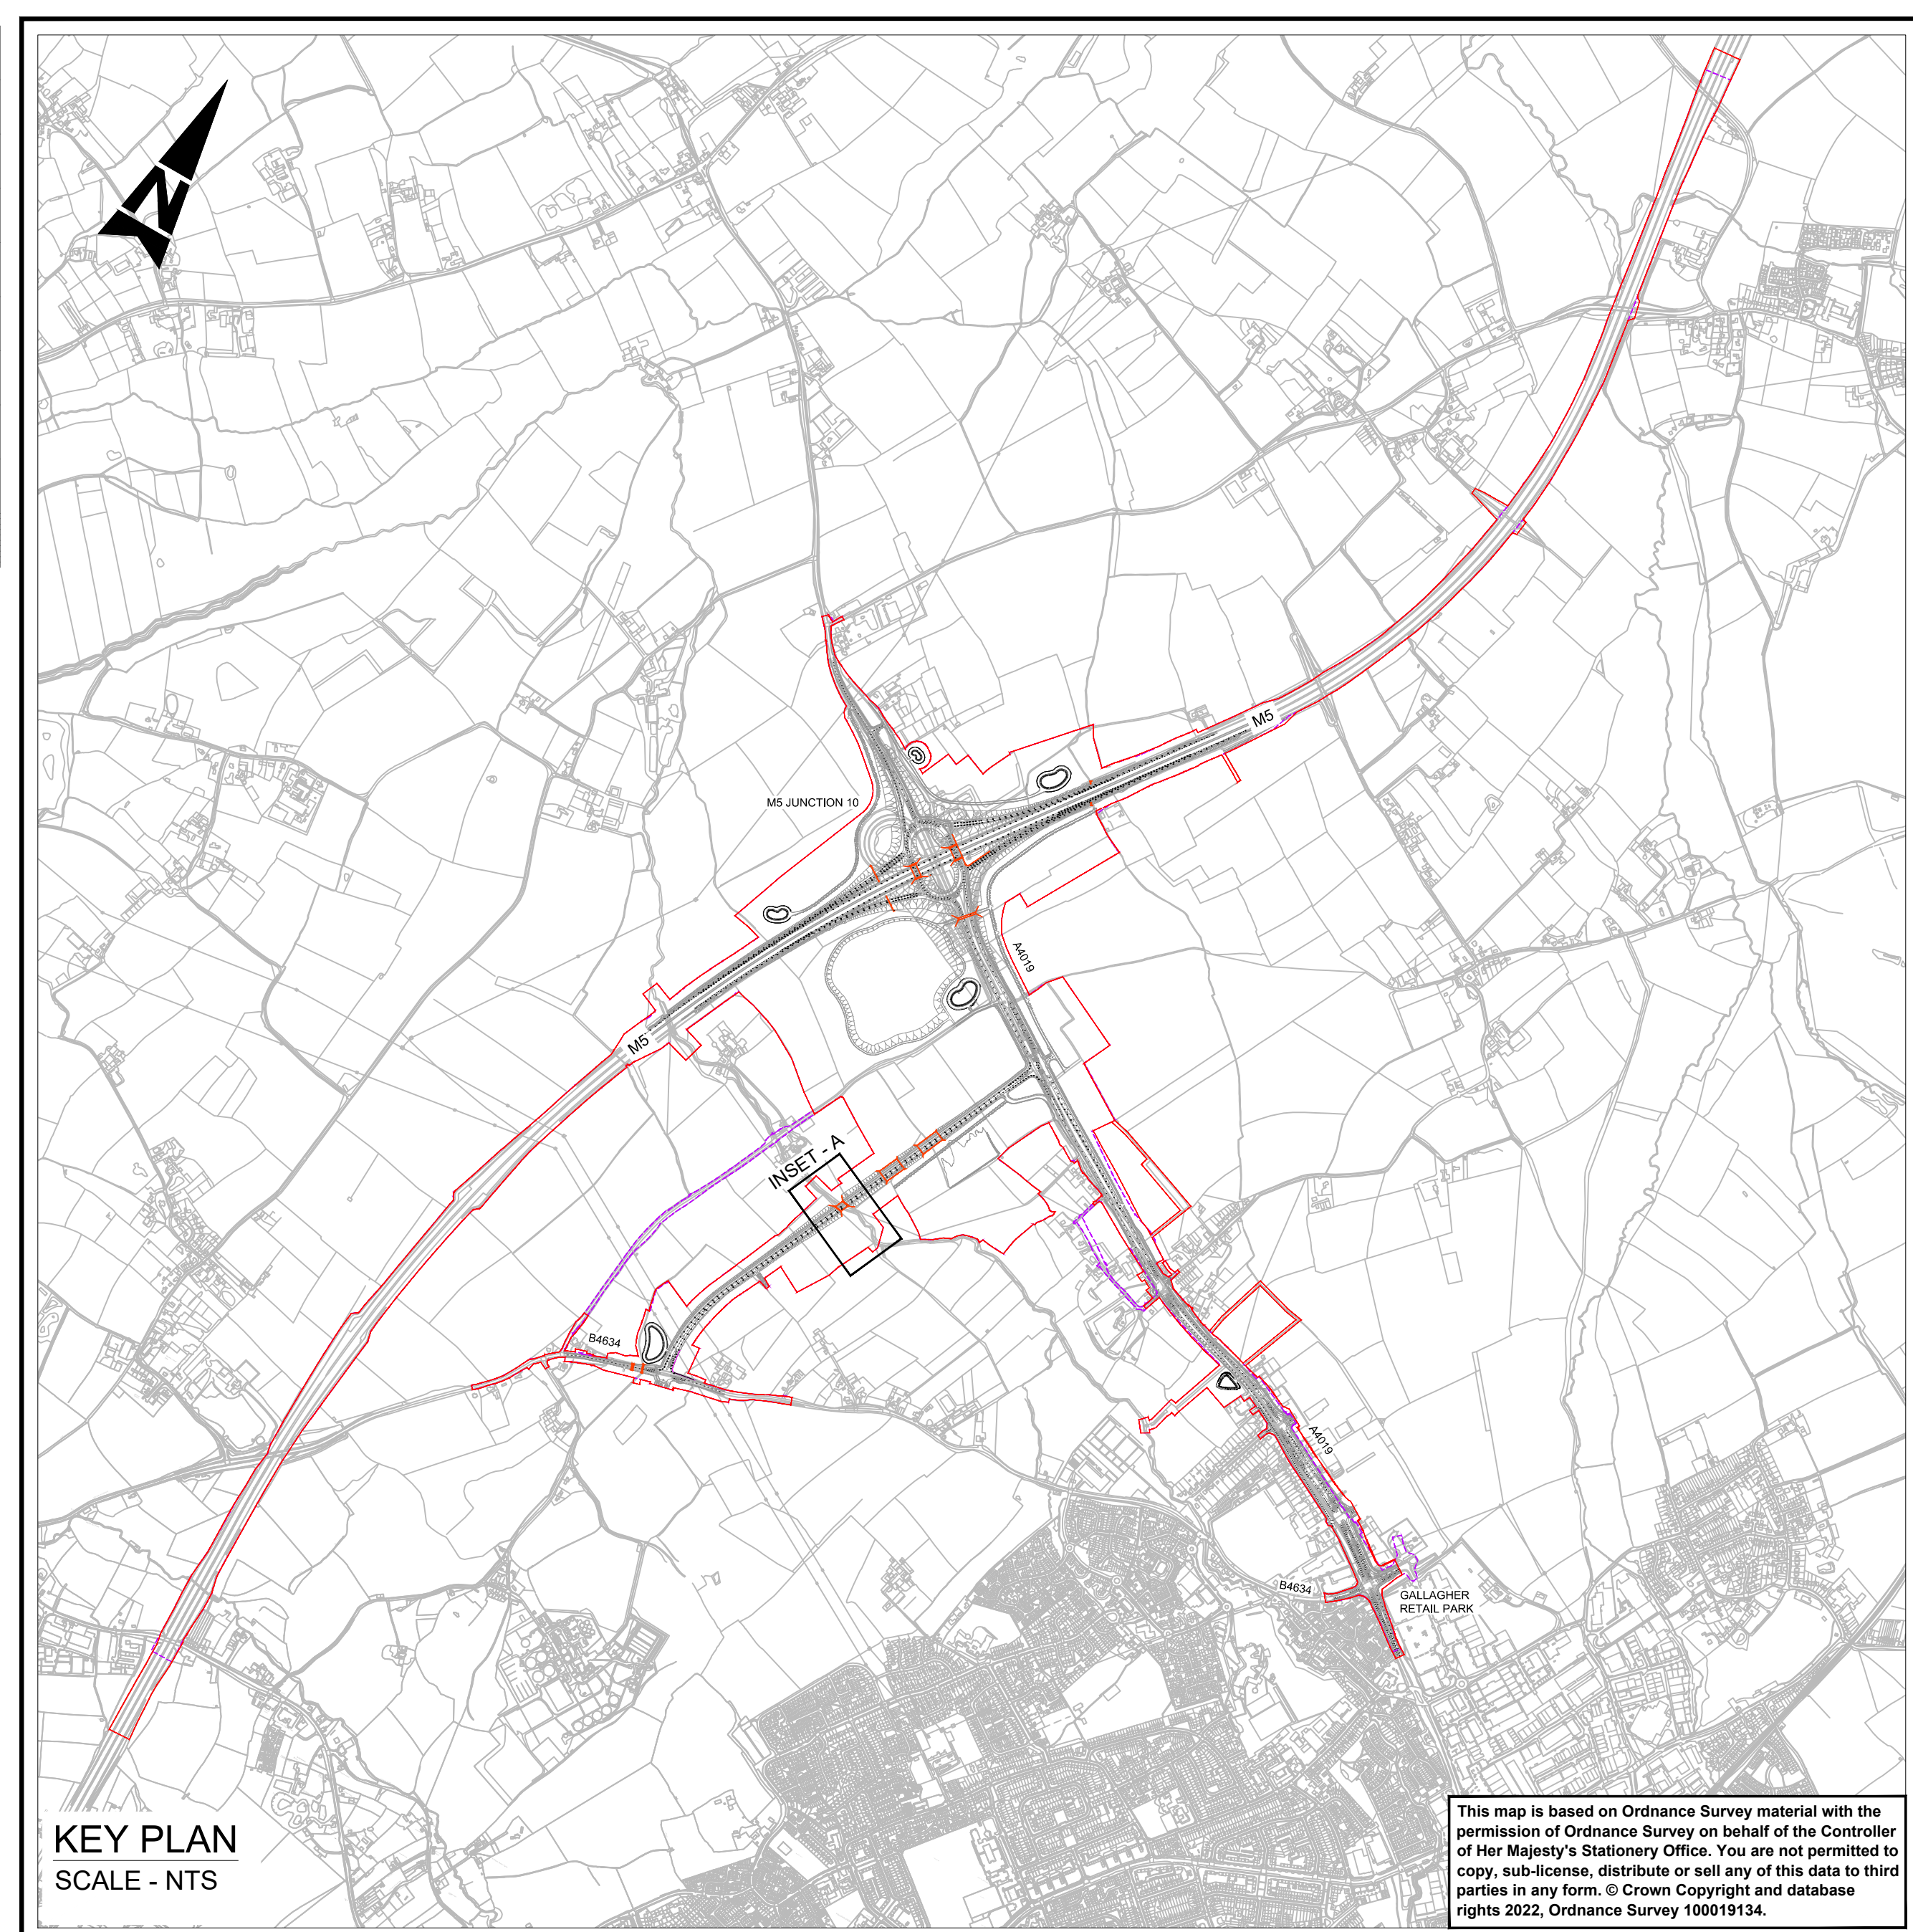 N
M5
M5 JUNCTION 10
A4019
M5
INSET - A
B4634
A4019
B4634
GALLAGHER
RETAIL PARK
KEY PLAN
SCALE - NTS
This map is based on Ordnance Survey material with the
permission of Ordnance Survey on behalf of the Controller
of Her Majesty's Stationery Office. You are not permitted to
copy, sub-license, distribute or sell any of this data to third
parties in any form. © Crown Copyright and database
rights 2022, Ordnance Survey 100019134.